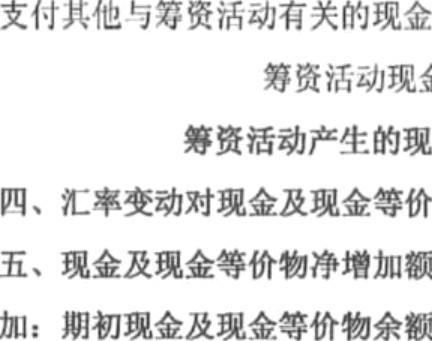 支付其他与筹资活动有关的现金
筹资活动现金
筹资活动产生的现
四、汇率变动对现金及现金等价
五、现金及现金等价物净增加额
加：期初现金及现金等价物余额